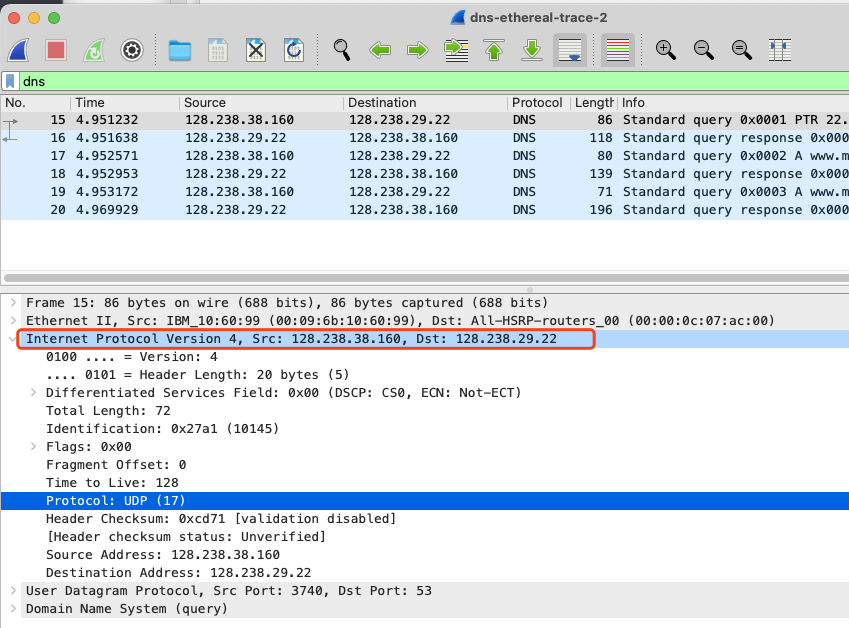 dns-ethereal-trace-2
dns
No. Time Source Destination Protocol Length Info
15 4.951232 128.238.38.160 128.238.29.22 DNS 86 Standard query 0x0001 PTR 22.
16 4.951638 128.238.29.22 128.238.38.160 DNS 118 Standard query response 0x000
17 4.952571 128.238.38.160 128.238.29.22 DNS 80 Standard query 0x0002 A www.m
18 4.952953 128.238.29.22 128.238.38.160 DNS 139 Standard query response 0x000
19 4.953172 128.238.38.160 128.238.29.22 DNS 71 Standard query 0x0003 A www.m
20 4.969929 128.238.29.22 128.238.38.160 DNS 196 Standard query response 0x000
Frame 15: 86 bytes on wire (688 bits), 86 bytes captured (688 bits)
Ethernet II, Src: IBM_10:60:99 (00:09:6b:10:60:99), Dst: All-HSRP-routers_00 (00:00:0c:07:ac:00)
Internet Protocol Version 4, Src: 128.238.38.160, Dst: 128.238.29.22
0100 .... = Version: 4
.... 0101 = Header Length: 20 bytes (5)
Differentiated Services Field: 0x00 (DSCP: CS0, ECN: Not-ECT)
Total Length: 72
Identification: 0x27a1 (10145)
Flags: 0x00
Fragment Offset: 0
Time to Live: 128
Protocol: UDP (17)
Header Checksum: 0xcd71 [validation disabled]
[Header checksum status: Unverified]
Source Address: 128.238.38.160
Destination Address: 128.238.29.22
User Datagram Protocol, Src Port: 3740, Dst Port: 53
Domain Name System (query)